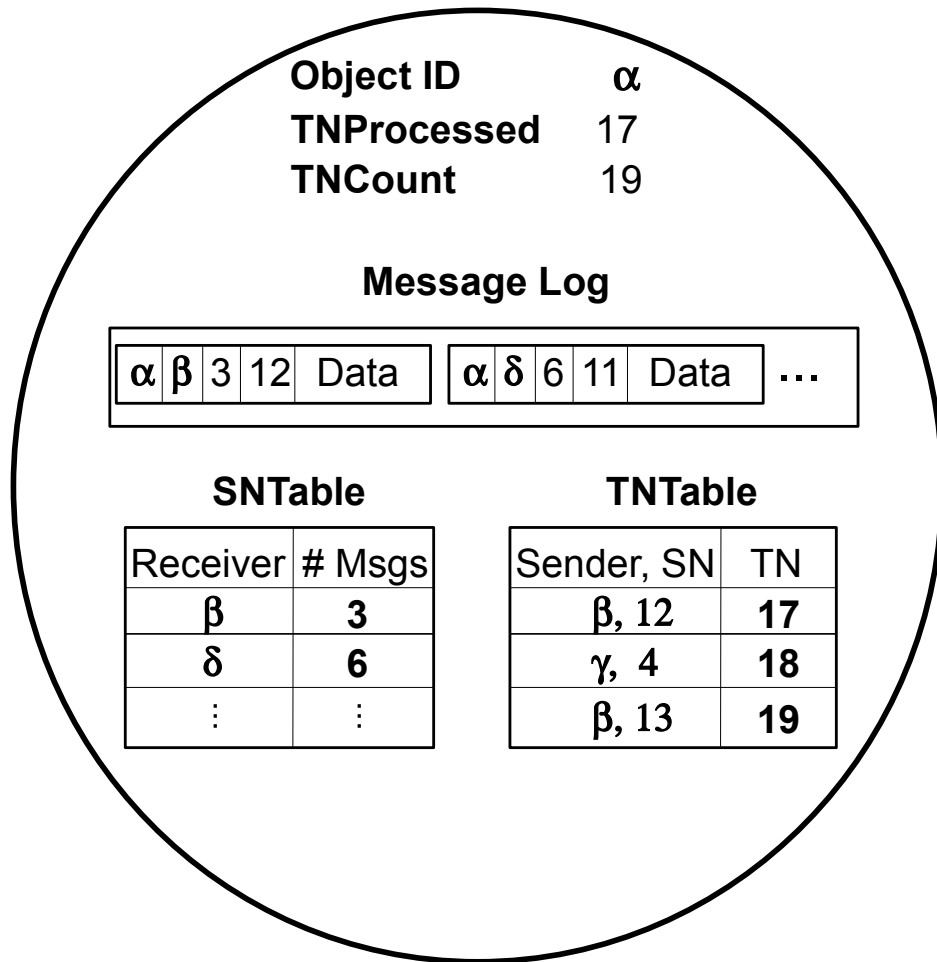 Object ID α
TNProcessed 17
TNCount 19
Message Log
α β 3 12 Data α δ 6 11 Data ...
SNTable TNTable
Receiver # Msgs Sender, SN TN
β 3 β, 12 17
δ 6 γ, 4 18
⋮ ⋮ β, 13 19